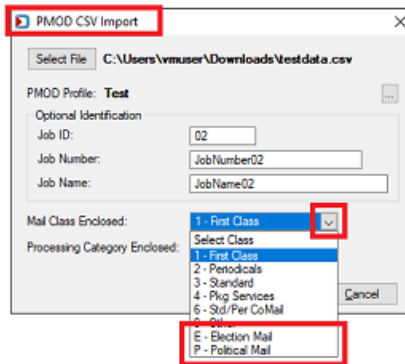 PMOD CSV Import
Select File C:\Users\vmuser\Downloads\testdata.csv
PMOD Profile: Test ...
Optional Identification
Job ID: 02
Job Number: JobNumber02
Job Name: JobName02
Mail Class Enclosed: 1 - First Class
Select Class
Processing Category Enclosed: 1 - First Class
2 - Periodicals
3 - Standard
4 - Pkg Services
Cancel
6 - Std/Per CoMail
E - Election Mail
P - Political Mail